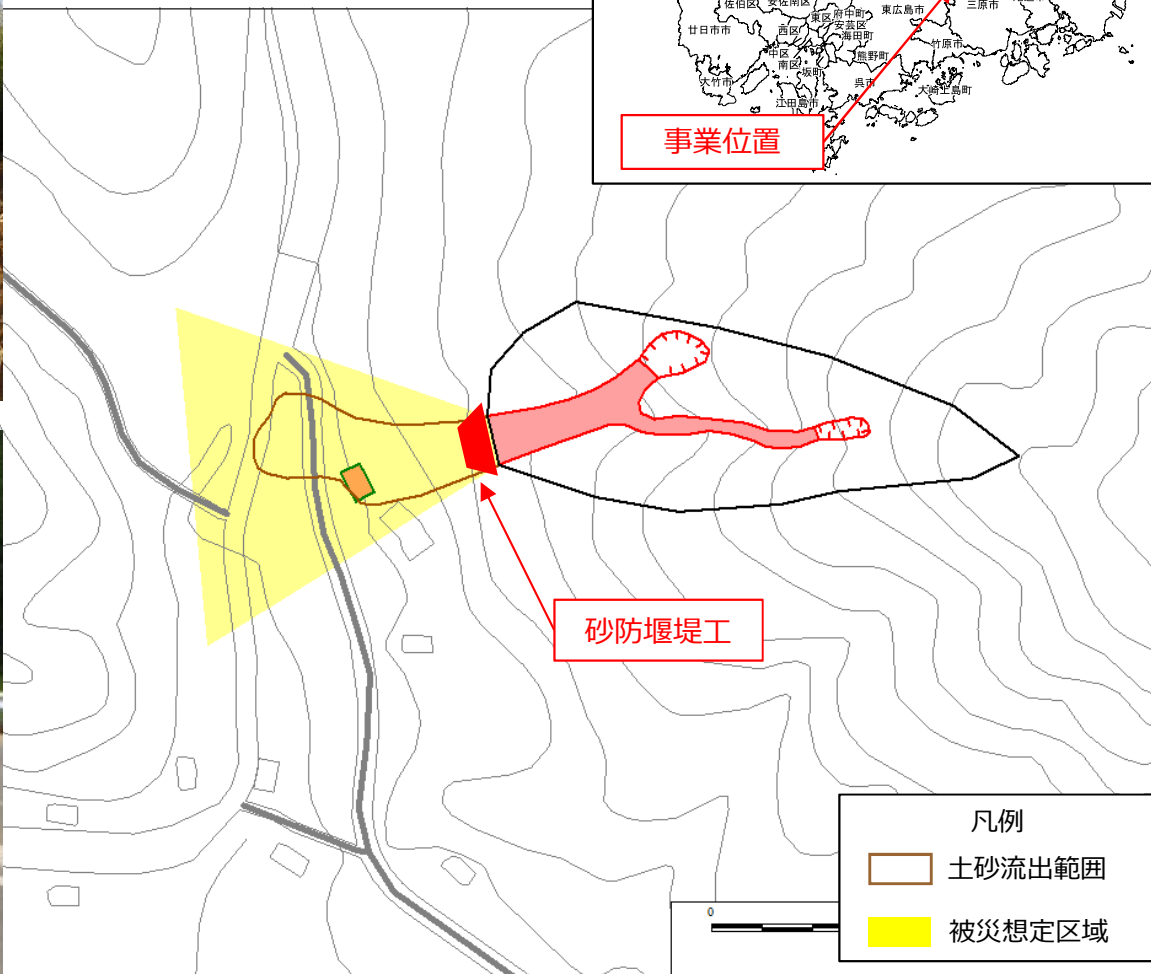 佐伯区
安佐南区
廿日市市
西区
東区
府中町
安芸区
海田町
東広島市
三原市
中区
南区
坂町
熊野町
竹原市
大竹市
呉市
江田島市
大崎上島町
事業位置
砂防堰堤工
凡例
土砂流出範囲
被災想定区域
0